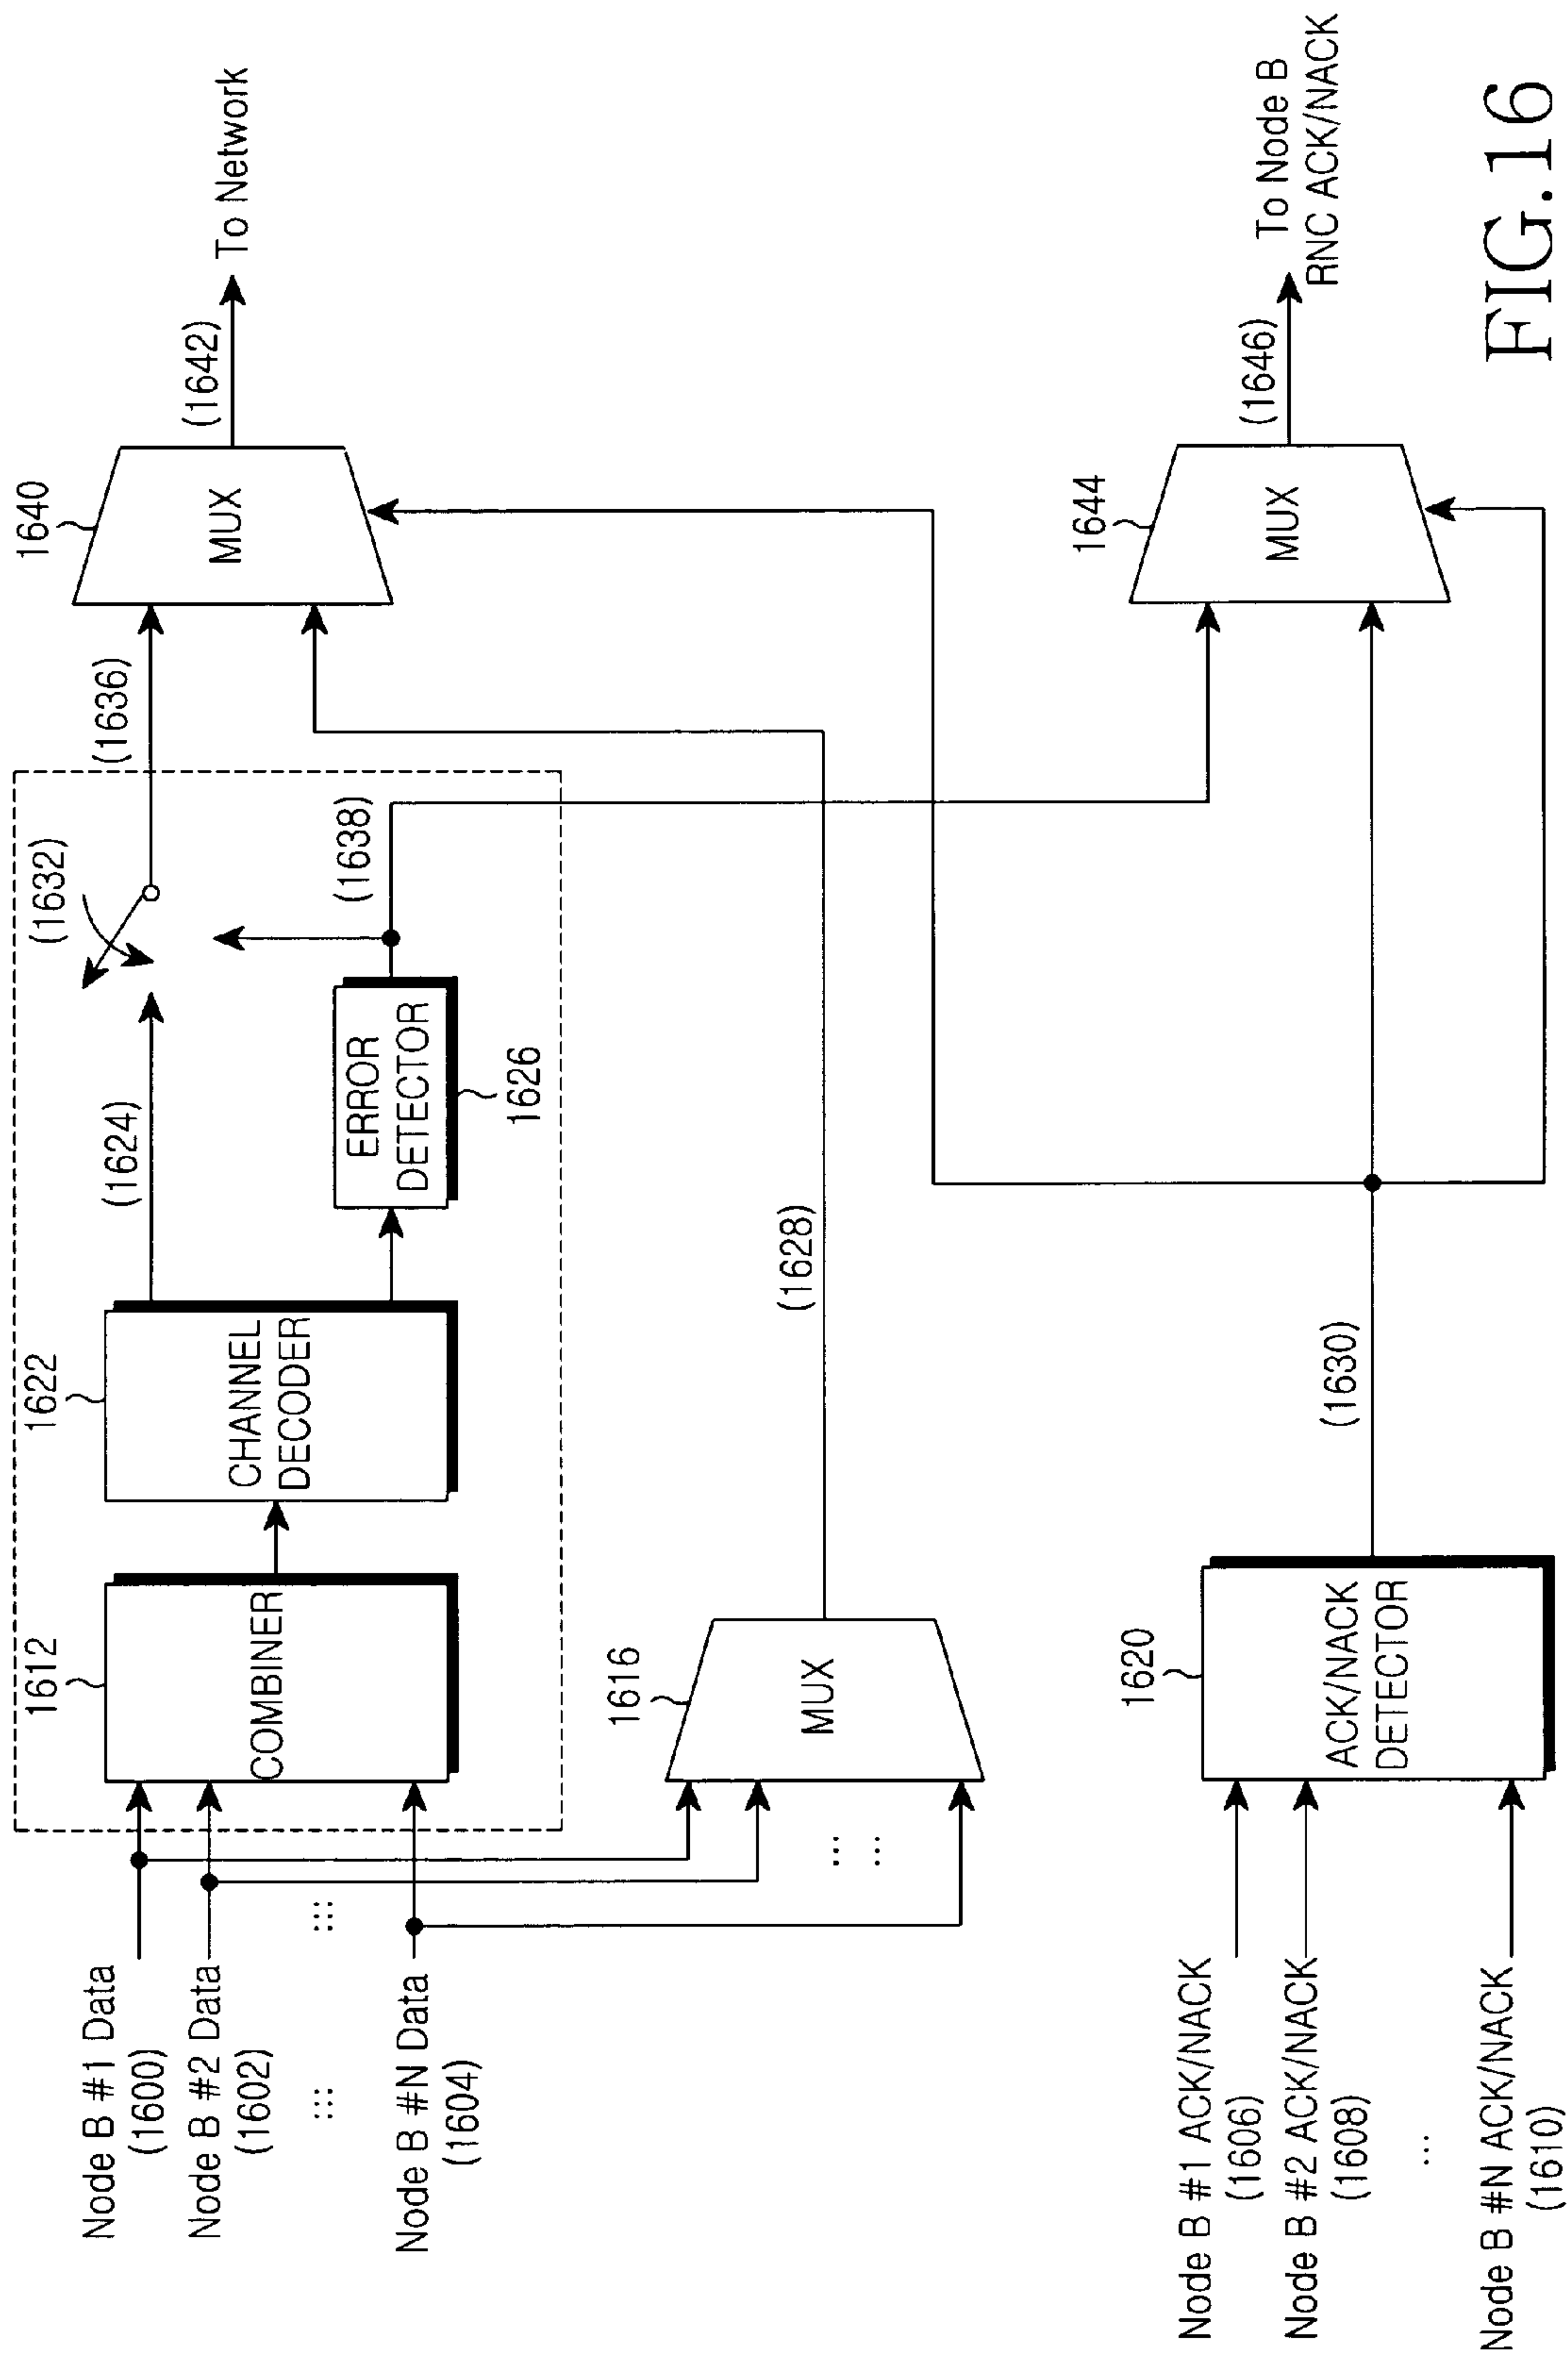 Node B #1 Data
(1600)
Node B #2 Data
(1602)
Node B #N Data
(1604)
1612
COMBINER
1622
CHANNEL
DECODER
(1624)
ERROR
DETECTOR
1626
(1632)
(1638)
(1636)
1640
MUX
(1642)
To Network
1616
MUX
(1628)
Node B #1 ACK/NACK
(1606)
Node B #2 ACK/NACK
(1608)
Node B #N ACK/NACK
(1610)
1620
ACK/NACK
DETECTOR
(1630)
1644
MUX
(1646)
To Node B
RNC ACK/NACK
FIG.16